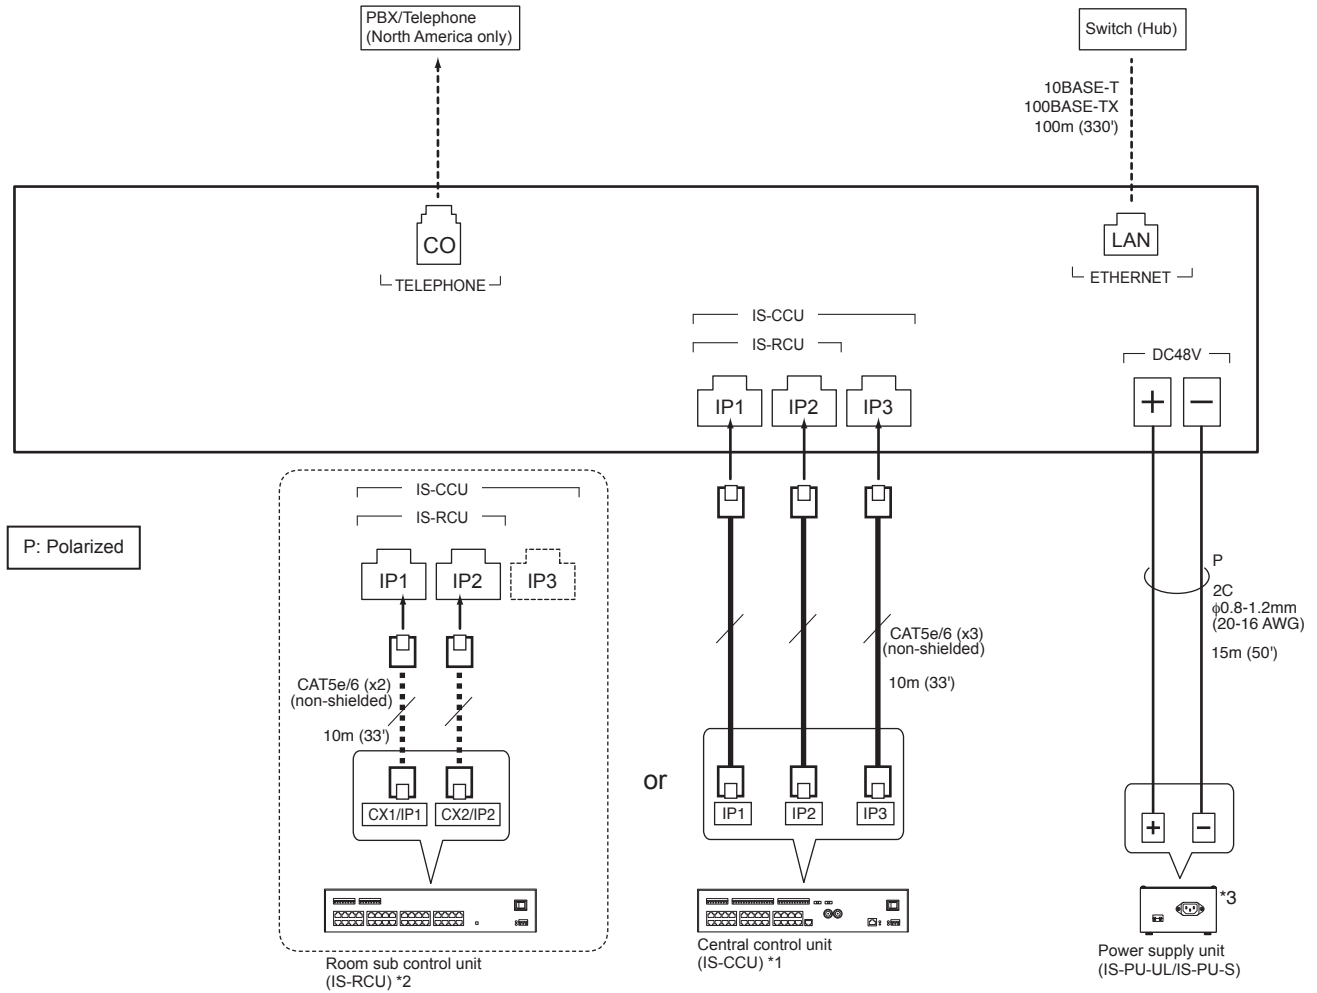 PBX/Telephone
(North America only)
Switch (Hub)
10BASE-T
100BASE-TX
100m (330')
CO
TELEPHONE
LAN
ETHERNET
IS-CCU
IS-RCU
IP1
IP2
IP3
DC48V
+
−
IS-CCU
IS-RCU
IP1
IP2
IP3
P: Polarized
P
2C
ϕ0.8-1.2mm
(20-16 AWG)
15m (50')
CAT5e/6 (x3)
(non-shielded)
10m (33')
CAT5e/6 (x2)
(non-shielded)
10m (33')
or
CX1/IP1
CX2/IP2
IP1
IP2
IP3
+
−
*3
Room sub control unit
(IS-RCU) *2
Central control unit
(IS-CCU) *1
Power supply unit
(IS-PU-UL/IS-PU-S)